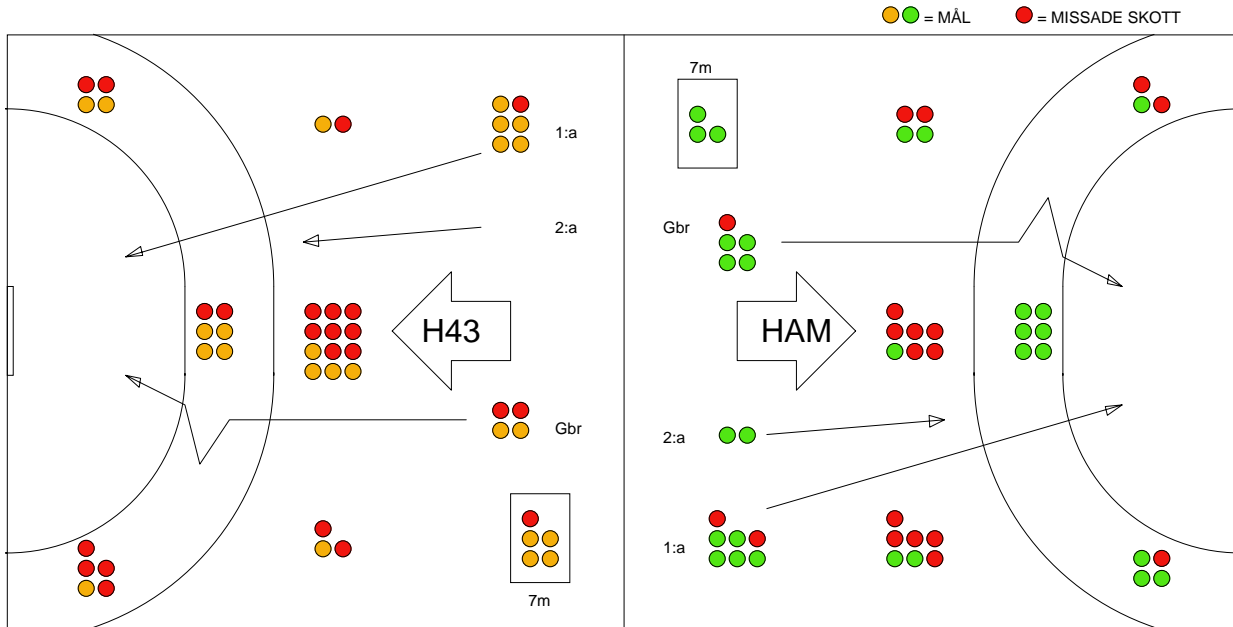 = MÅL = MISSADE SKOTT
7m
1:a
2:a
Gbr
H43
HAM
Gbr
2:a
1:a
7m